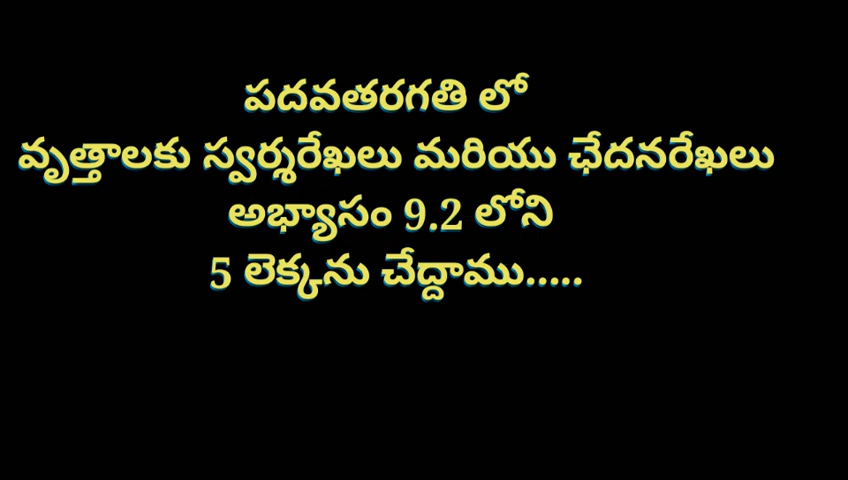 పదవతరగతి లో
వృత్తాలకు స్వర్శరేఖలు మరియు ఛేదనరేఖలు
అభ్యాసం 9.2 లోని
5 లెక్కను చేద్దాము.....